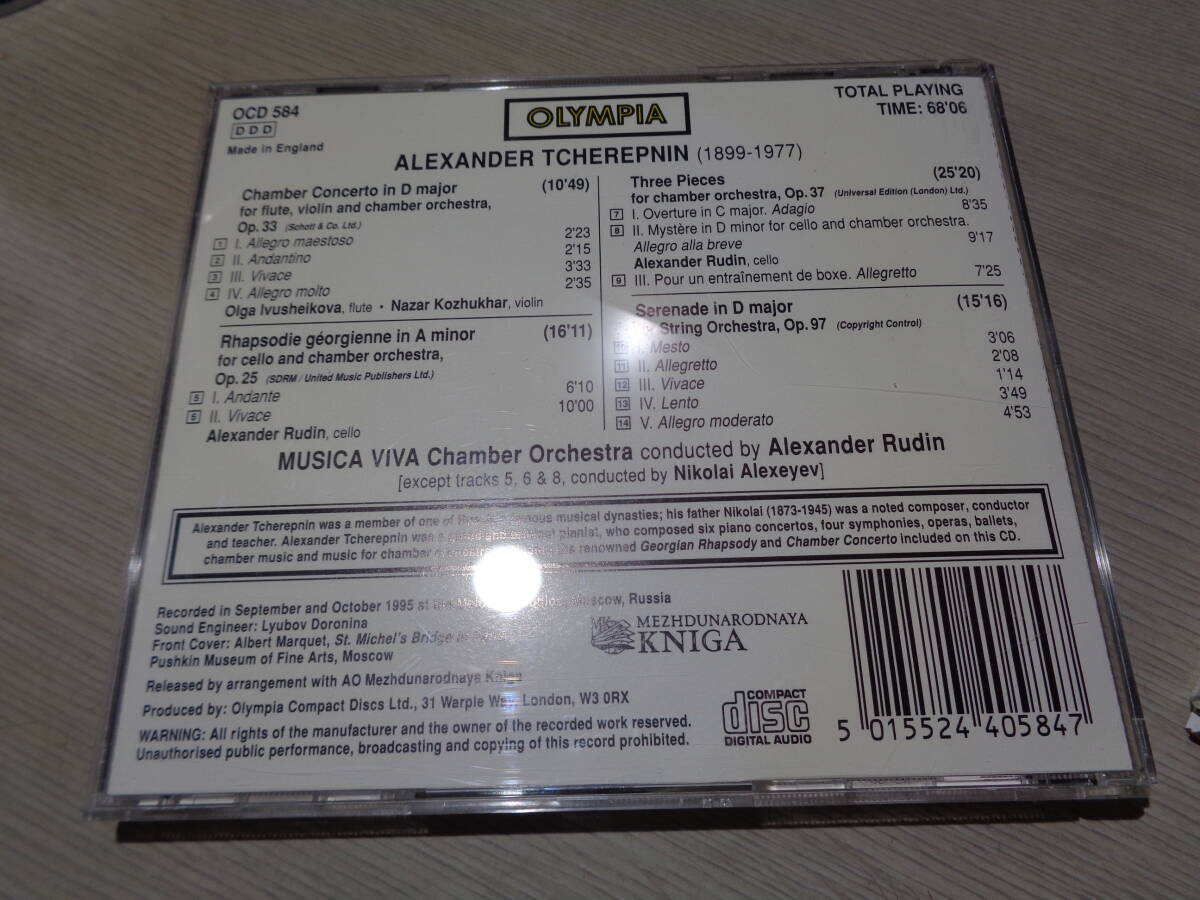 OCD 584
DDD
Made in England
OLYMPIA
TOTAL PLAYING
TIME: 68'06
ALEXANDER TCHEREPNIN (1899-1977)
Chamber Concerto in D major (10'49)
for flute, violin and chamber orchestra,
Op. 33 (Schott & Co. Ltd.)
1 I. Allegro maestoso 2'23
2 II. Andantino 2'15
3 III. Vivace 3'33
4 IV. Allegro molto 2'35
Olga Ivusheikova, flute • Nazar Kozhukhar, violin
Rhapsodie géorgienne in A minor (16'11)
for cello and chamber orchestra,
Op. 25 (SDRM / United Music Publishers Ltd.)
5 I. Andante 6'10
6 II. Vivace 10'00
Alexander Rudin, cello
Three Pieces (25'20)
for chamber orchestra, Op. 37 (Universal Edition (London) Ltd.)
7 I. Overture in C major. Adagio 8'35
8 II. Mystère in D minor for cello and chamber orchestra.
Allegro alla breve 9'17
Alexander Rudin, cello
9 III. Pour un entraînement de boxe. Allegretto 7'25
Serenade in D major (15'16)
String Orchestra, Op. 97 (Copyright Control)
10 I. Mesto 3'06
11 II. Allegretto 2'08
12 III. Vivace 1'14
13 IV. Lento 3'49
14 V. Allegro moderato 4'53
MUSICA VIVA Chamber Orchestra conducted by Alexander Rudin
[except tracks 5, 6 & 8, conducted by Nikolai Alexeyev]
Alexander Tcherepnin was a member of one of musical dynasties; his father Nikolai (1873-1945) was a noted composer, conductor
and teacher. Alexander Tcherepnin was a pianist, who composed six piano concertos, four symphonies, operas, ballets,
chamber music and music for chamber renowned Georgian Rhapsody and Chamber Concerto included on this CD.
Recorded in September and October 1995 at Moscow, Russia
Sound Engineer: Lyubov Doronina
Front Cover: Albert Marquet, St. Michel's Bridge
Pushkin Museum of Fine Arts, Moscow
Released by arrangement with AO Mezhdunarodnaya Kniga
Produced by: Olympia Compact Discs Ltd., 31 Warple Way, London, W3 0RX
WARNING: All rights of the manufacturer and the owner of the recorded work reserved.
Unauthorised public performance, broadcasting and copying of this record prohibited.
MEZHDUNARODNAYA
KNIGA
COMPACT
disc
DIGITAL AUDIO
5 015524 405847